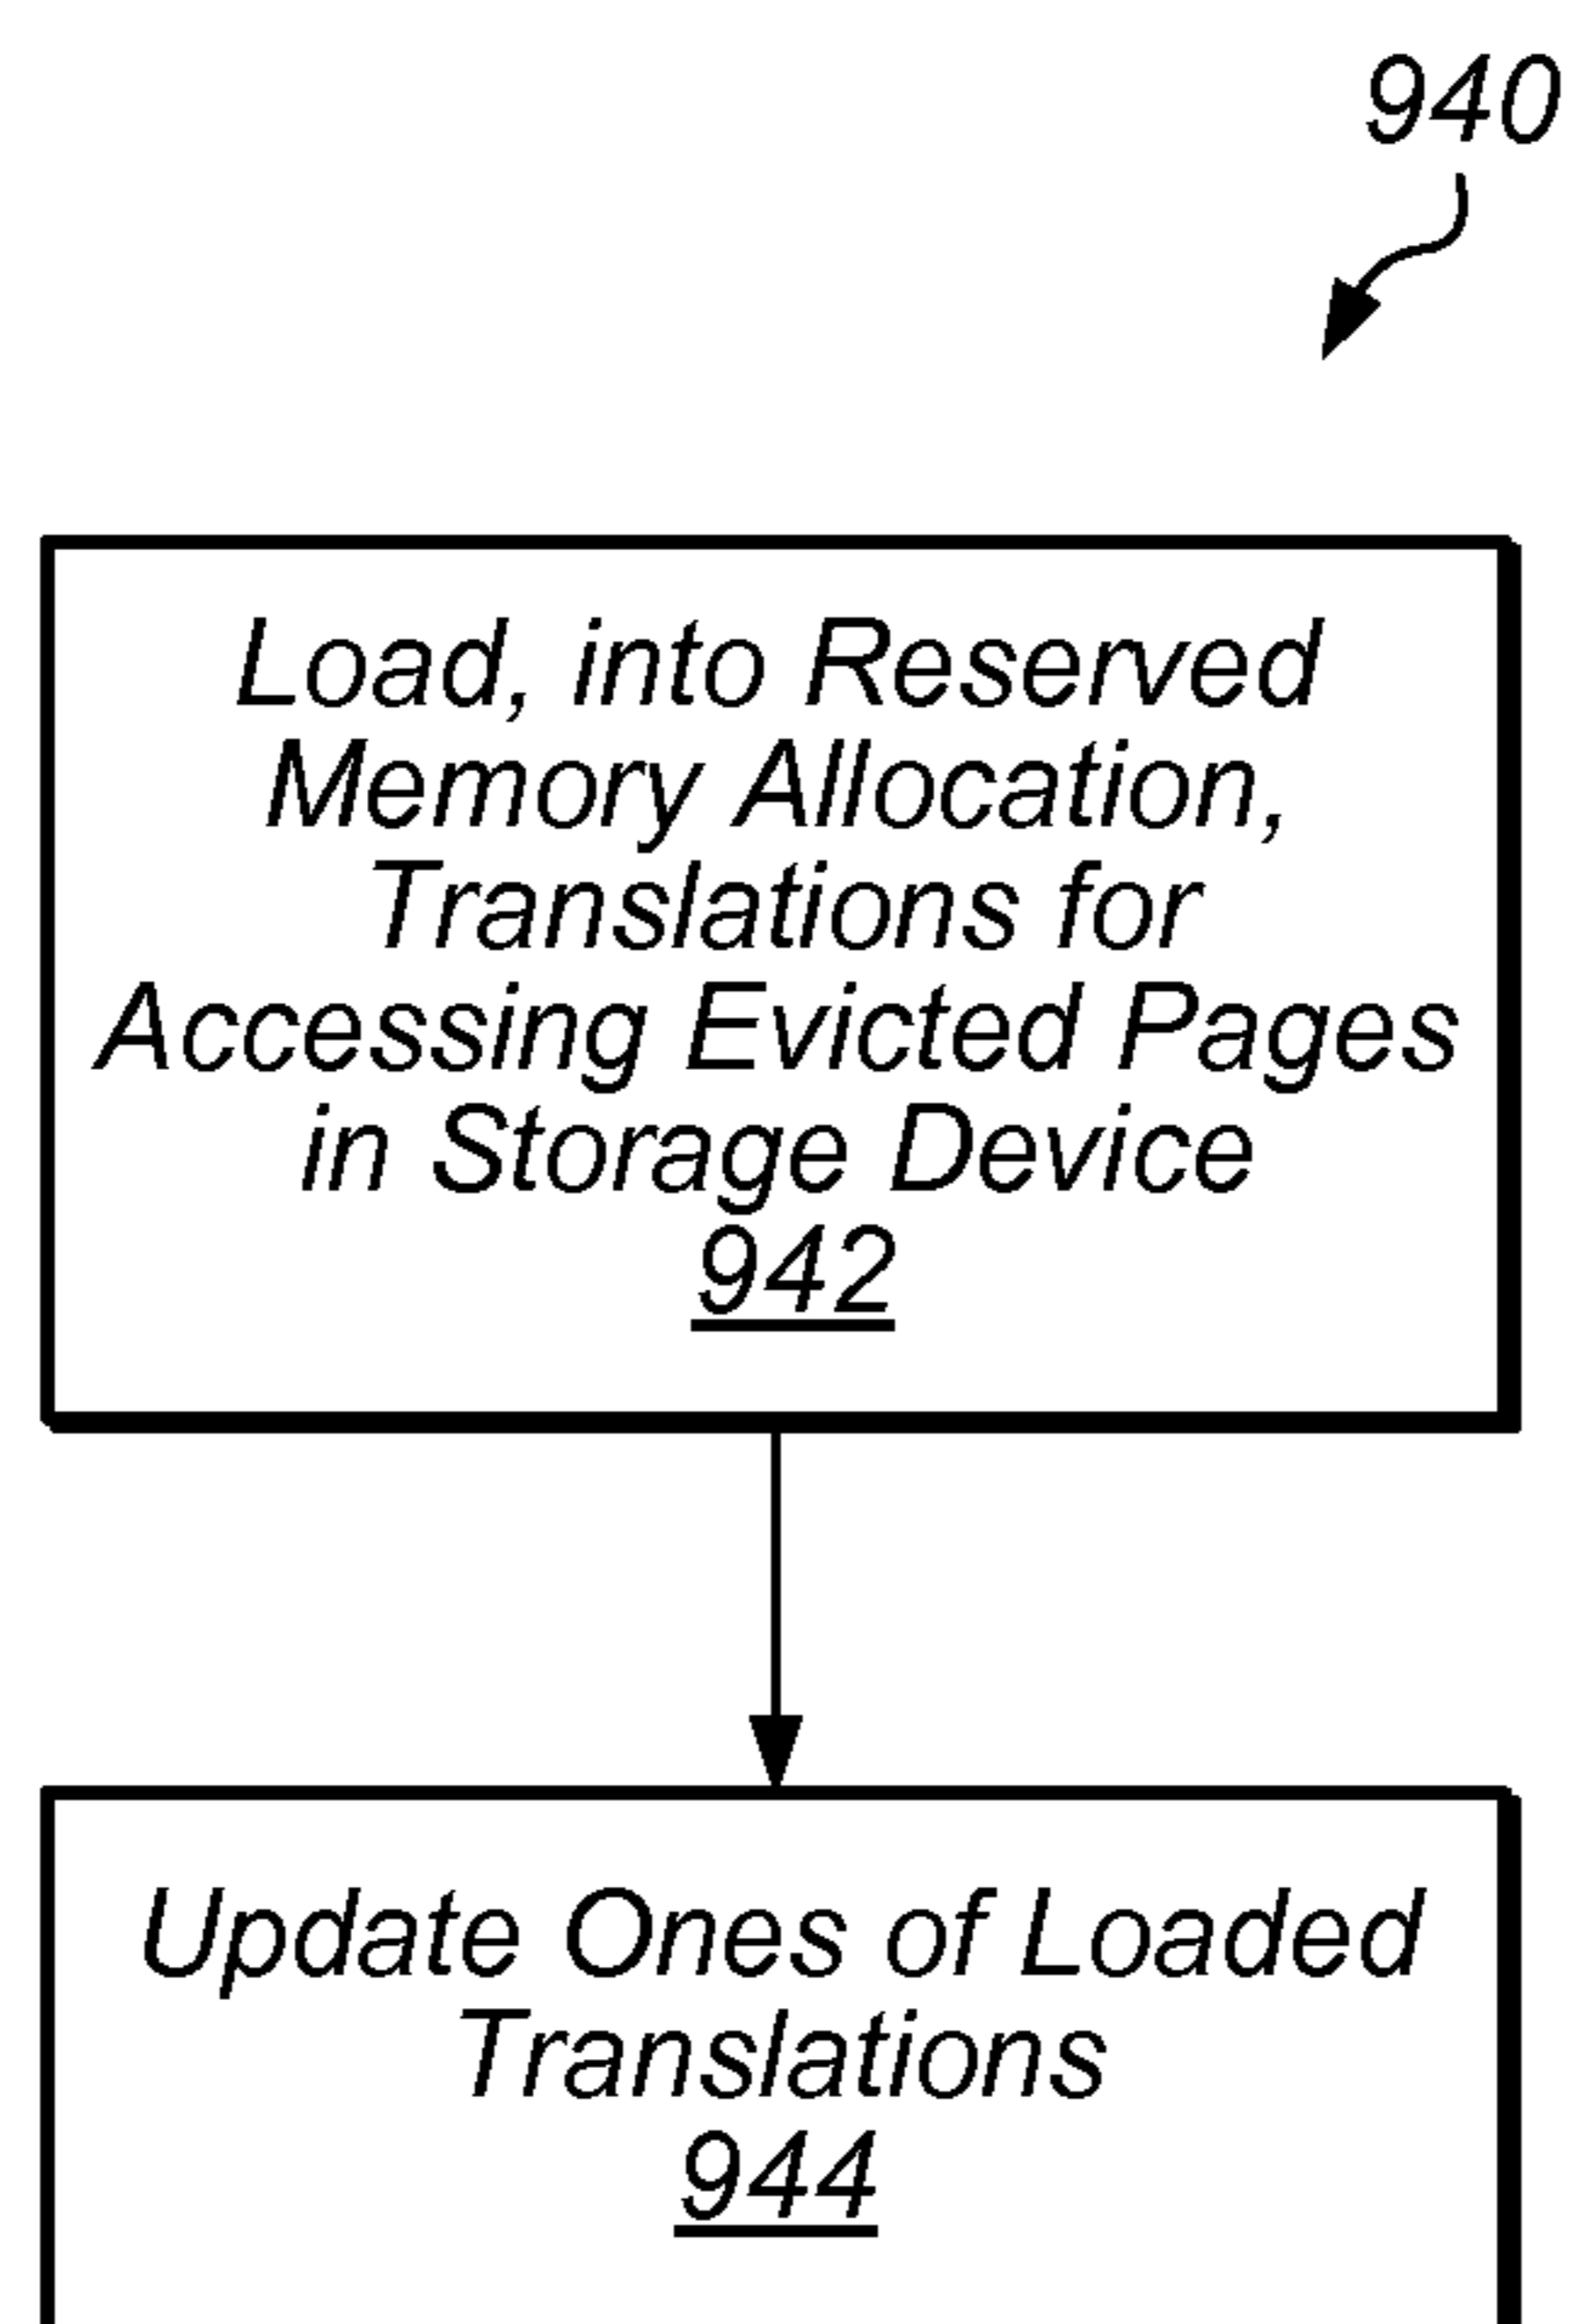 940
Load, into Reserved
Memory Allocation,
Translations for
Accessing Evicted Pages
in Storage Device
942
Update Ones of Loaded
Translations
944